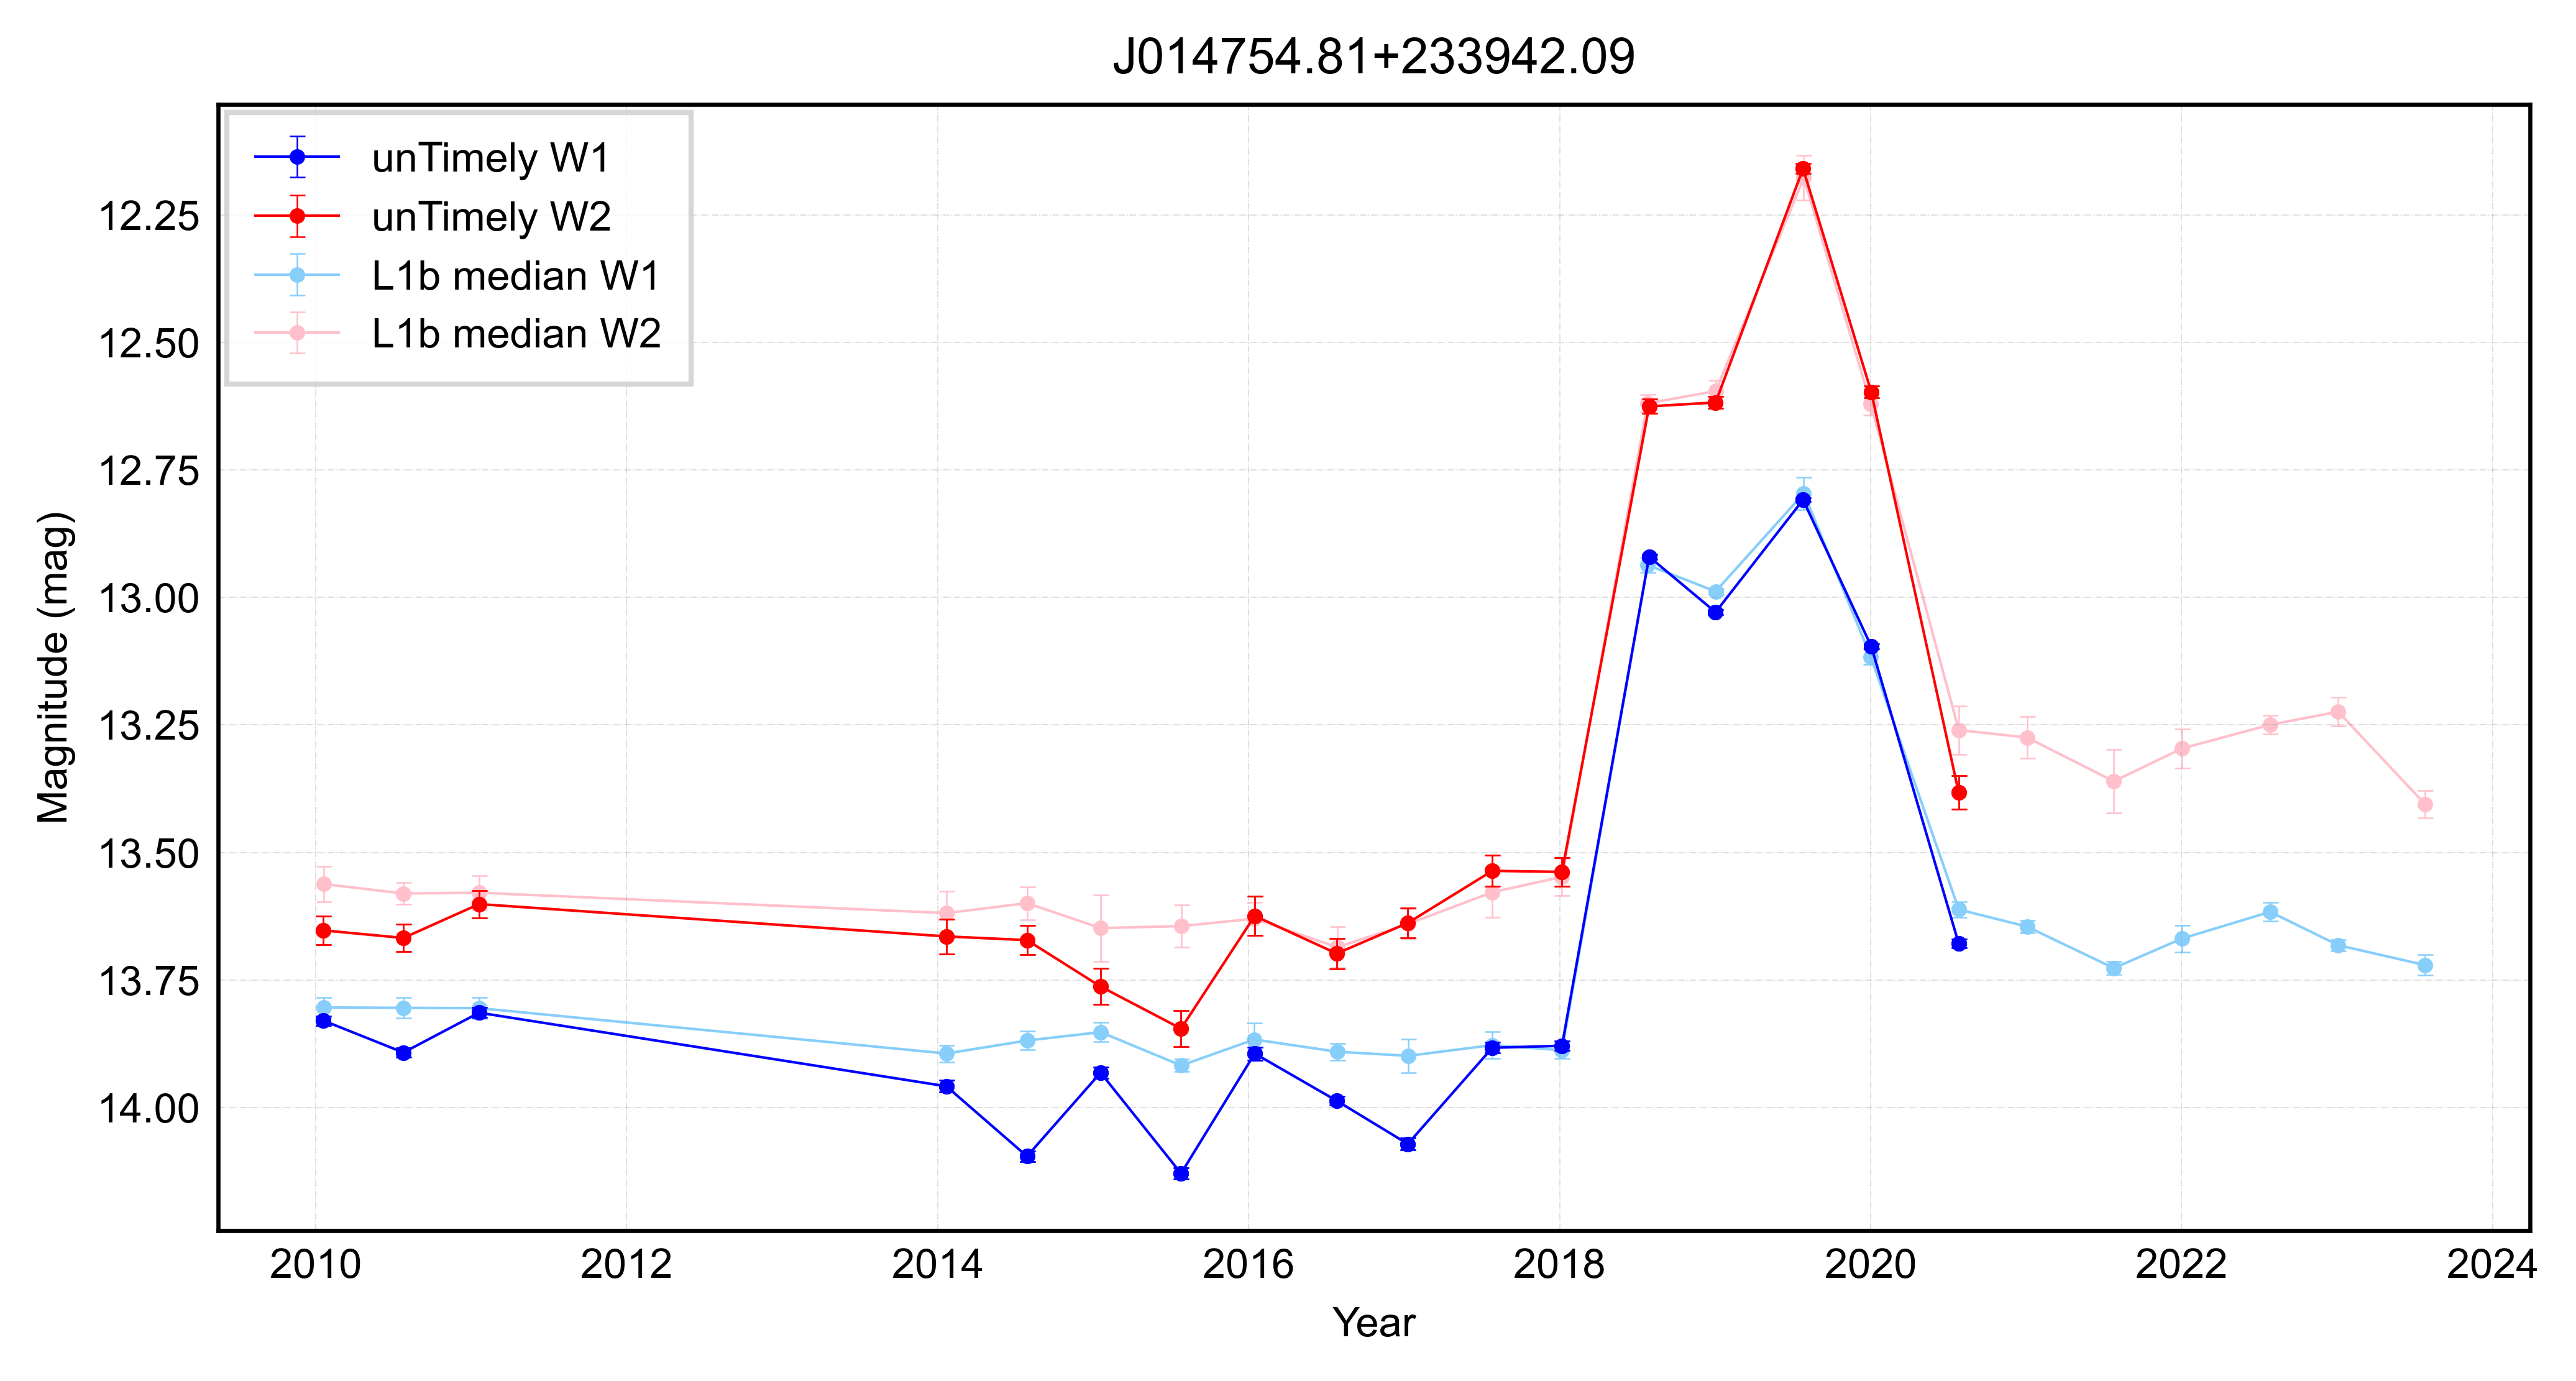 J014754.81+233942.09
unTimely W1
unTimely W2
L1b median W1
L1b median W2
12.25
12.50
12.75
13.00
13.25
13.50
13.75
14.00
Magnitude (mag)
2010 2012 2014 2016 2018 2020 2022 2024
Year